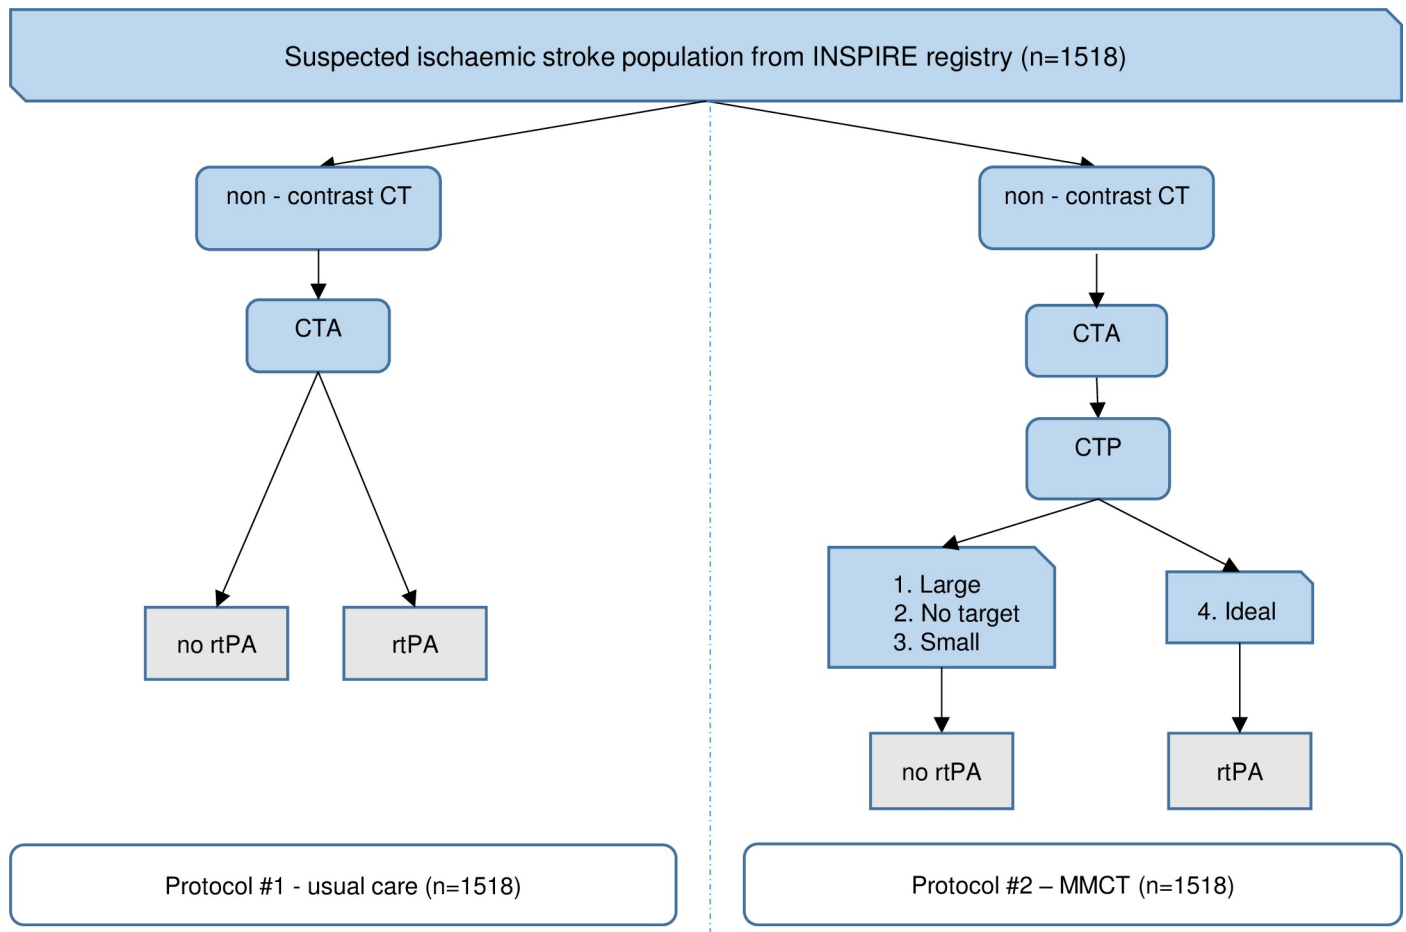 Suspected ischaemic stroke population from INSPIRE registry (n=1518)
non - contrast CT
CTA
no rtPA
rtPA
Protocol #1 - usual care (n=1518)
non - contrast CT
CTA
CTP
1. Large
2. No target
3. Small
4. Ideal
no rtPA
rtPA
Protocol #2 – MMCT (n=1518)